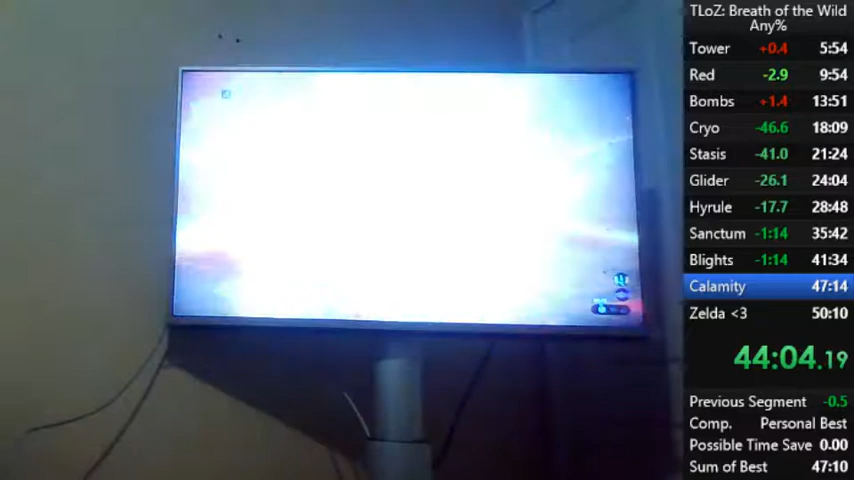 TLoZ: Breath of the Wild
Any%
Tower +0.4 5:54
Red -2.9 9:54
Bombs +1.4 13:51
Cryo -46.6 18:09
Stasis -41.0 21:24
Glider -26.1 24:04
Hyrule -17.7 28:48
Sanctum -1:14 35:42
Blights -1:14 41:34
Calamity 47:14
Zelda <3 50:10
44:04.19
Previous Segment -0.5
Comp. Personal Best
Possible Time Save 0.00
Sum of Best 47:10